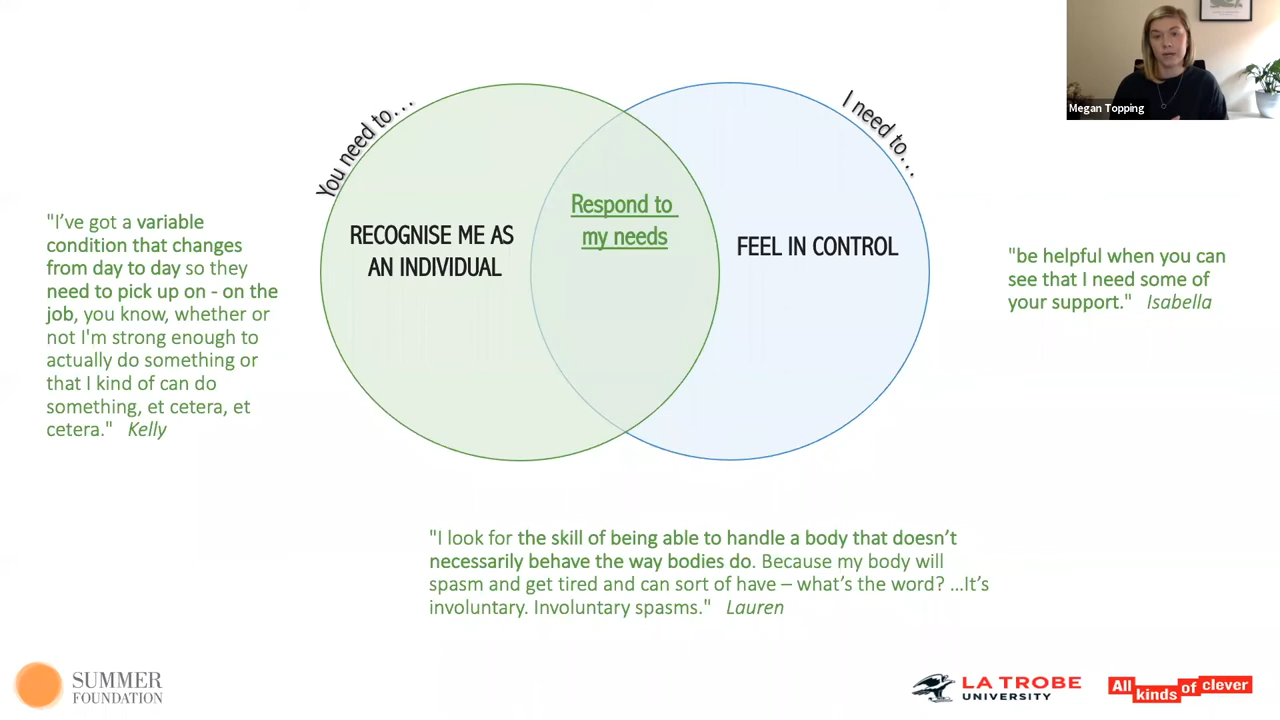 Megan Topping
You need to...
I need to...
RECOGNISE ME AS
AN INDIVIDUAL
Respond to
my needs
FEEL IN CONTROL
"I've got a variable
condition that changes
from day to day so they
need to pick up on - on the
job, you know, whether or
not I'm strong enough to
actually do something or
that I kind of can do
something, et cetera, et
cetera." Kelly
"be helpful when you can
see that I need some of
your support." Isabella
"I look for the skill of being able to handle a body that doesn't
necessarily behave the way bodies do. Because my body will
spasm and get tired and can sort of have – what's the word? ...It's
involuntary. Involuntary spasms." Lauren
SUMMER
FOUNDATION
LA TROBE
UNIVERSITY
All kinds of clever